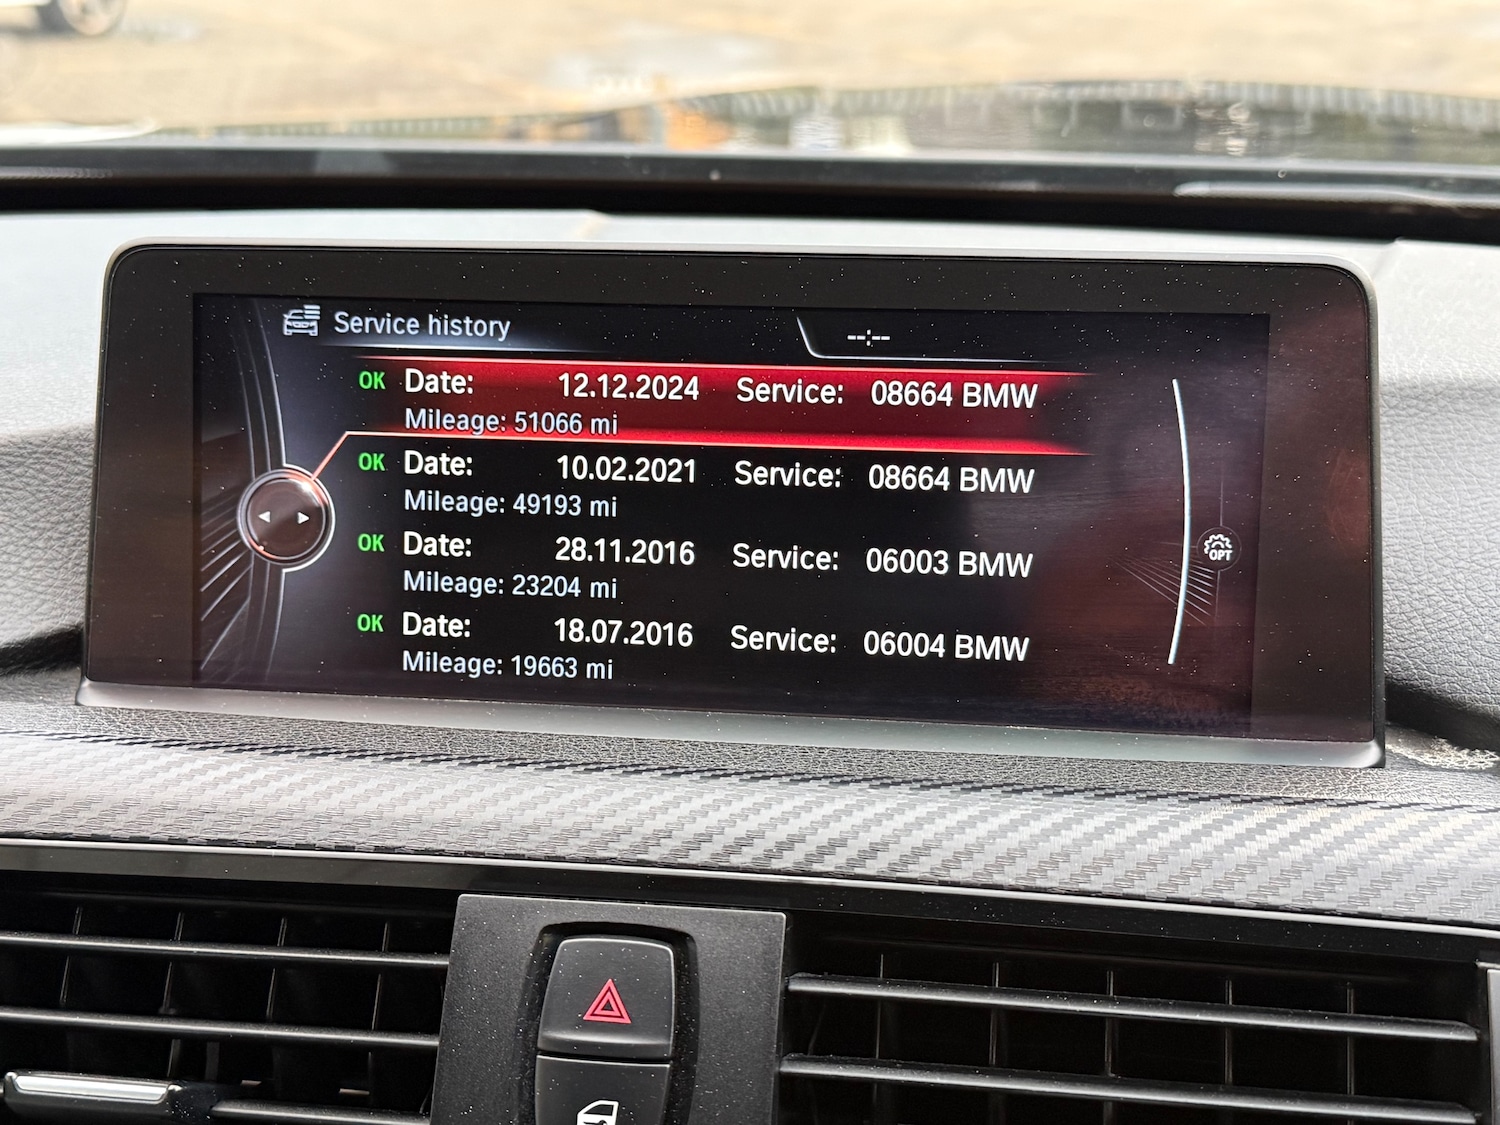 Service history
--:--
OK Date: 12.12.2024 Service: 08664 BMW
Mileage: 51066 mi
OK Date: 10.02.2021 Service: 08664 BMW
Mileage: 49193 mi
OK Date: 28.11.2016 Service: 06003 BMW
Mileage: 23204 mi
OK Date: 18.07.2016 Service: 06004 BMW
Mileage: 19663 mi
OPT